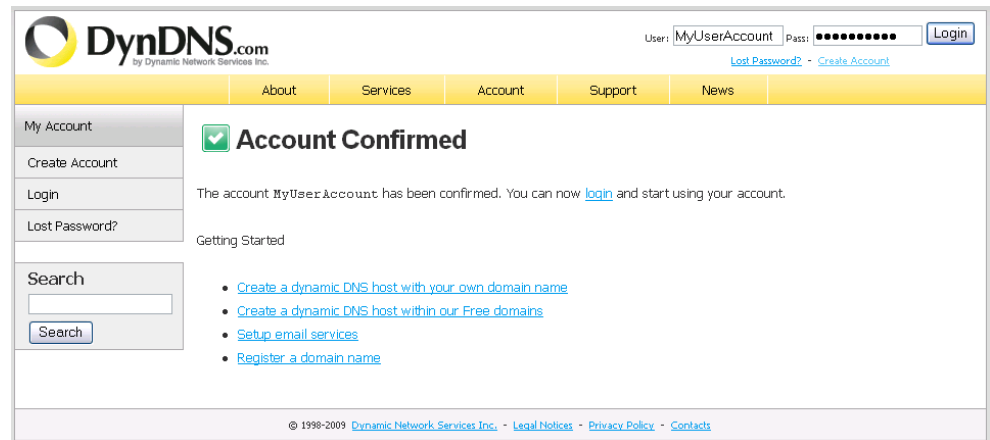 DynDNS.com
by Dynamic Network Services Inc.
User: MyUserAccount Pass: ●●●●●●●●●● Login
Lost Password? - Create Account
About Services Account Support News
My Account
Create Account
Login
Lost Password?
Search
Search
Account Confirmed
The account MyUserAccount has been confirmed. You can now login and start using your account.
Getting Started
• Create a dynamic DNS host with your own domain name
• Create a dynamic DNS host within our Free domains
• Setup email services
• Register a domain name
© 1998-2009 Dynamic Network Services Inc. - Legal Notices - Privacy Policy - Contacts